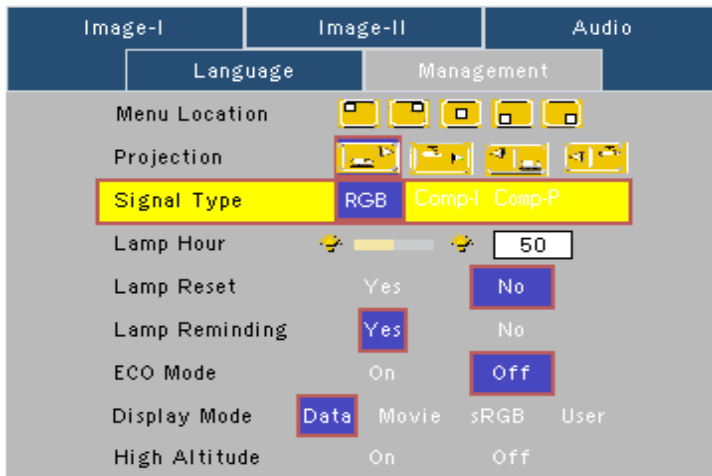 Image-I Image-II Audio
Language Management
Menu Location
Projection
Signal Type RGB Comp-I Comp-P
Lamp Hour 50
Lamp Reset Yes No
Lamp Reminding Yes No
ECO Mode On Off
Display Mode Data Movie sRGB User
High Altitude On Off